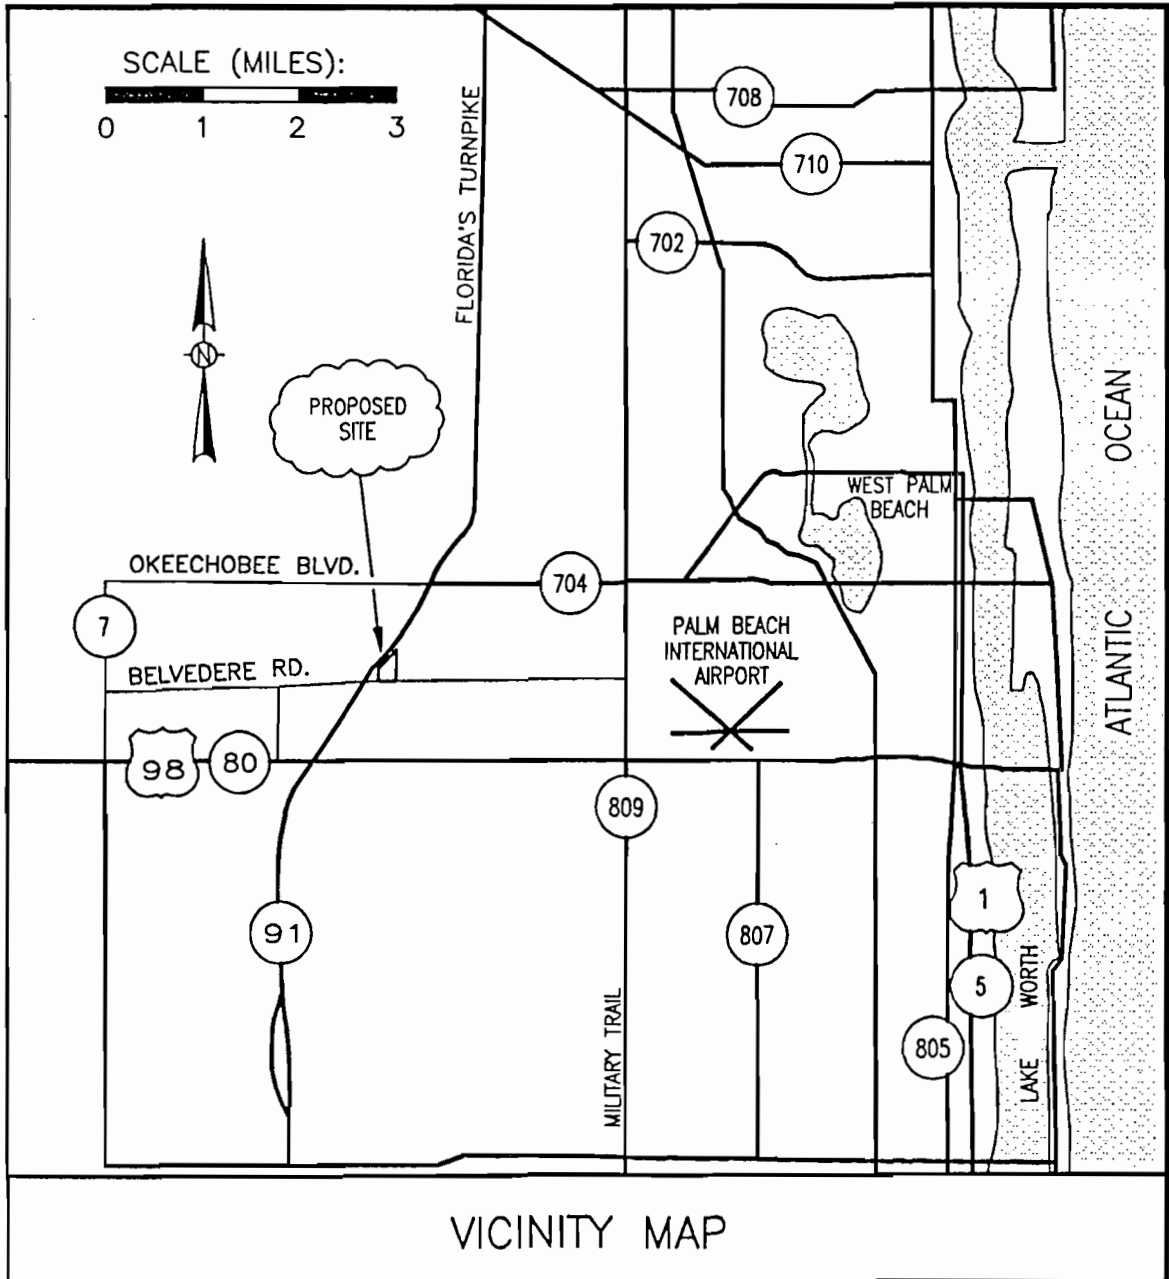 SCALE (MILES):
0 1 2 3
FLORIDA'S TURNPIKE
708
710
702
N
PROPOSED
SITE
ATLANTIC OCEAN
WEST PALM
BEACH
OKEECHOBEE BLVD.
704
7
PALM BEACH
INTERNATIONAL
AIRPORT
BELVEDERE RD.
98
80
809
1
91
807
5
LAKE WORTH
MILITARY TRAIL
805
VICINITY MAP